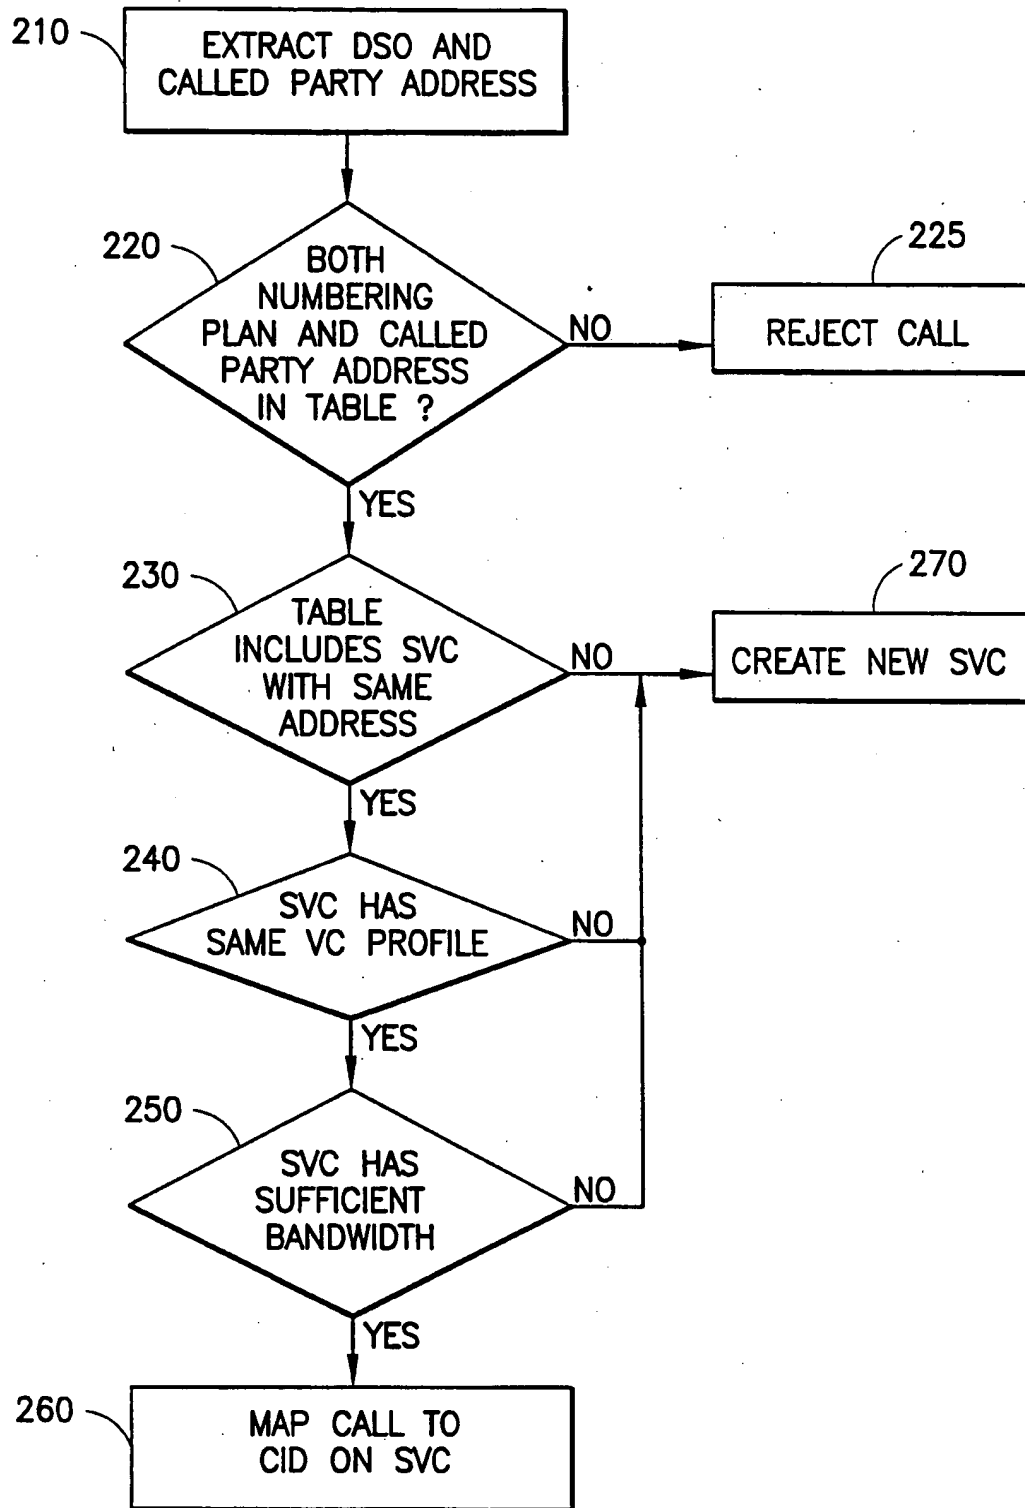 210
EXTRACT DSO AND
CALLED PARTY ADDRESS
220
BOTH
NUMBERING
PLAN AND CALLED
PARTY ADDRESS
IN TABLE ?
NO
225
REJECT CALL
YES
230
TABLE
INCLUDES SVC
WITH SAME
ADDRESS
NO
270
CREATE NEW SVC
YES
240
SVC HAS
SAME VC PROFILE
NO
YES
250
SVC HAS
SUFFICIENT
BANDWIDTH
NO
YES
260
MAP CALL TO
CID ON SVC